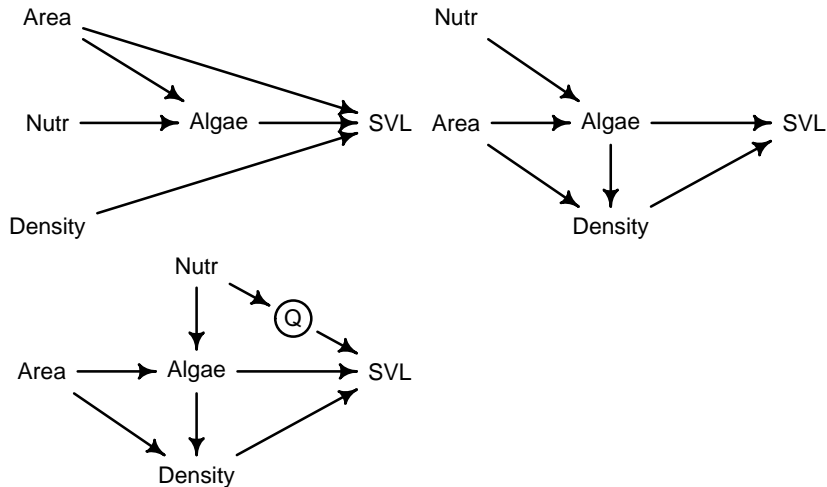 Area
Nutr Algae SVL
Density
Nutr
Area Algae SVL
Density
Nutr
Q
Area Algae SVL
Density